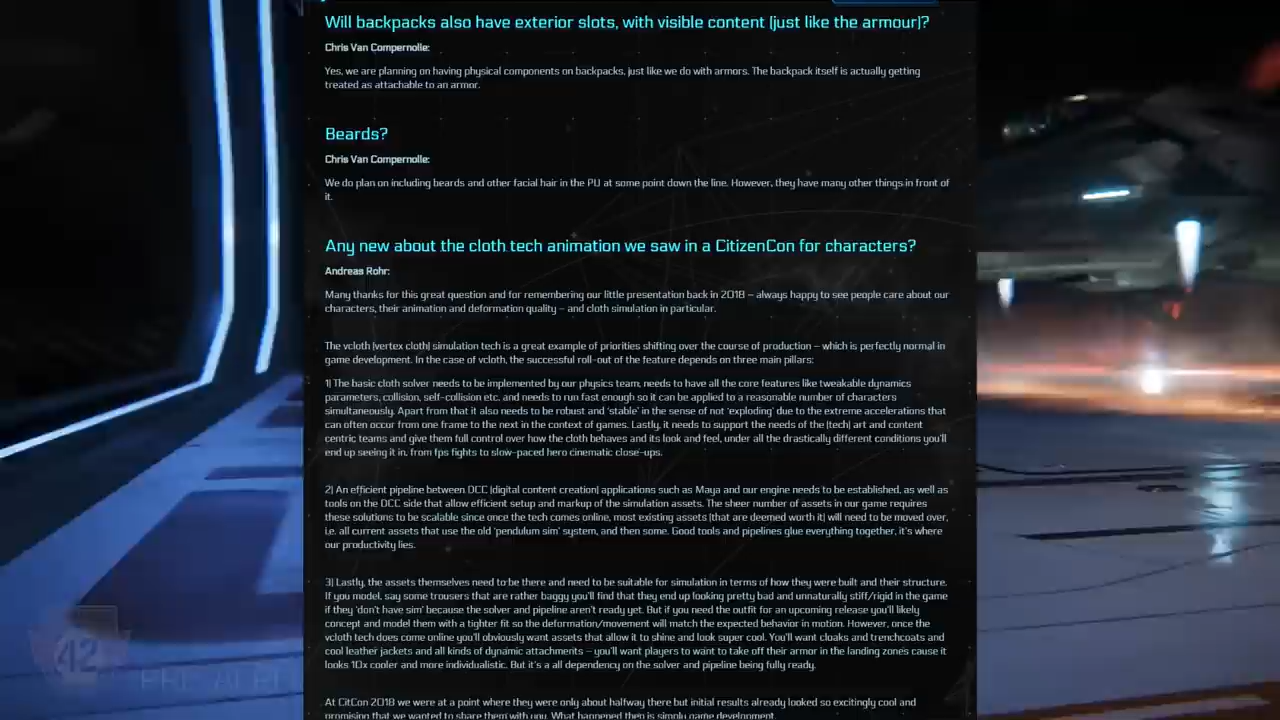 Will backpacks also have exterior slots, with visible content (just like the armour)?
Chris Van Compernolle:
Yes, we are planning on having physical components on backpacks, just like we do with armors. The backpack itself is actually getting
treated as attachable to an armor.
Beards?
Chris Van Compernolle:
We do plan on including beards and other facial hair in the PU at some point down the line. However, they have many other things in front of
it.
Any new about the cloth tech animation we saw in a CitizenCon for characters?
Andreas Rohr:
Many thanks for this great question and for remembering our little presentation back in 2018 – always happy to see people care about our
characters, their animation and deformation quality – and cloth simulation in particular.
The vcloth (vertex cloth) simulation tech is a great example of priorities shifting over the course of production – which is perfectly normal in
game development. In the case of vcloth, the successful roll-out of the feature depends on three main pillars:
1) The basic cloth solver needs to be implemented by our physics team, needs to have all the core features like tweakable dynamics
parameters, collision, self-collision etc. and needs to run fast enough so it can be applied to a reasonable number of characters
simultaneously. Apart from that it also needs to be robust and ‘stable’ in the sense of not ‘exploding’ due to the extreme accelerations that
can often occur from one frame to the next in the context of games. Lastly, it needs to support the needs of the (tech) art and content
centric teams and give them full control over how the cloth behaves and its look and feel, under all the drastically different conditions you’ll
end up seeing it in, from fps fights to slow-paced hero cinematic close-ups.
2) An efficient pipeline between DCC (digital content creation) applications such as Maya and our engine needs to be established, as well as
tools on the DCC side that allow efficient setup and markup of the simulation assets. The sheer number of assets in our game requires
these solutions to be scalable since once the tech comes online, most existing assets (that are deemed worth it) will need to be moved over,
i.e. all current assets that use the old ‘pendulum sim’ system, and then some. Good tools and pipelines glue everything together, it’s where
our productivity lies.
3) Lastly, the assets themselves need to be there and need to be suitable for simulation in terms of how they were built and their structure.
If you model, say some trousers that are rather baggy you’ll find that they end up looking pretty bad and unnaturally stiff/rigid in the game
if they ‘don’t have sim’ because the solver and pipeline aren’t ready yet. But if you need the outfit for an upcoming release you’ll likely
concept and model them with a tighter fit so the deformation/movement will match the expected behavior in motion. However, once the
vcloth tech does come online you’ll obviously want assets that allow it to shine and look super cool. You’ll want cloaks and trenchcoats and
cool leather jackets and all kinds of dynamic attachments – you’ll want players to want to take off their armor in the landing zones cause it
looks 10x cooler and more individualistic. But it’s a all dependency on the solver and pipeline being fully ready.
At CitCon 2018 we were at a point where they were only about halfway there but initial results already looked so excitingly cool and
promising that we wanted to share them with you. What happened then is simply game development.
42
PRE-ALPH